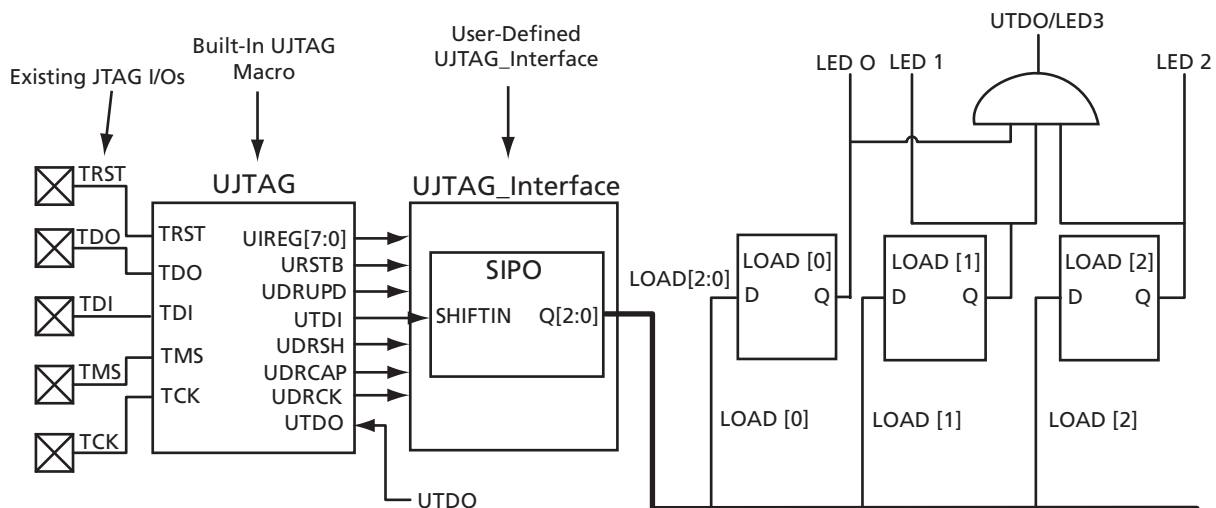 UTDO/LED3
User-Defined
UJTAG_Interface
Built-In UJTAG
Macro
Existing JTAG I/Os
LED O
LED 1
LED 2
TRST
UJTAG
UJTAG_Interface
TRST
UIREG[7:0]
TDO
TDO
URSTB
SIPO
LOAD [0]
LOAD [1]
LOAD [2]
LOAD[2:0]
UDRUPD
D
Q
D
Q
D
Q
TDI
TDI
UTDI
SHIFTIN
Q[2:0]
TMS
UDRSH
TMS
UDRCAP
TCK
UDRCK
UTDO
LOAD [0]
LOAD [1]
LOAD [2]
TCK
UTDO